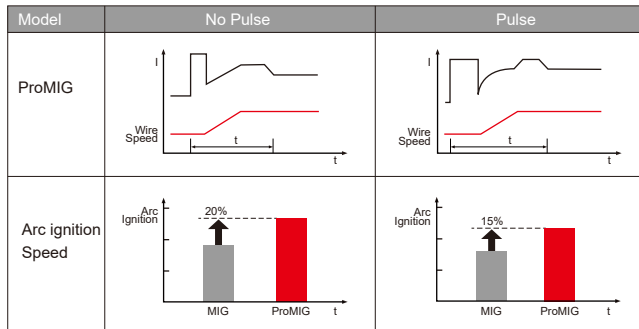 Model
No Pulse
Pulse
ProMIG
I
Wire
Speed
t
t
I
Wire
Speed
t
t
Arc ignition
Speed
Arc
Ignition
20%
MIG
ProMIG
t
Arc
Ignition
15%
MIG
ProMIG
t